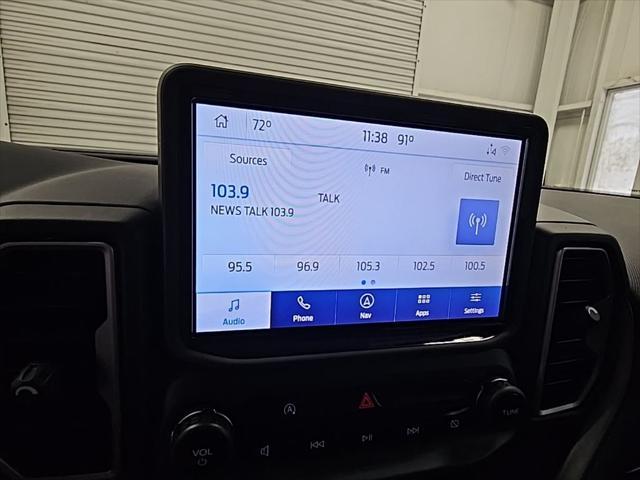 72°
11:38 91°
Sources
FM
Direct Tune
103.9
TALK
NEWS TALK 103.9
95.5 96.9 105.3 102.5 100.5
Audio Phone Nav Apps Settings
VOL
TUNE